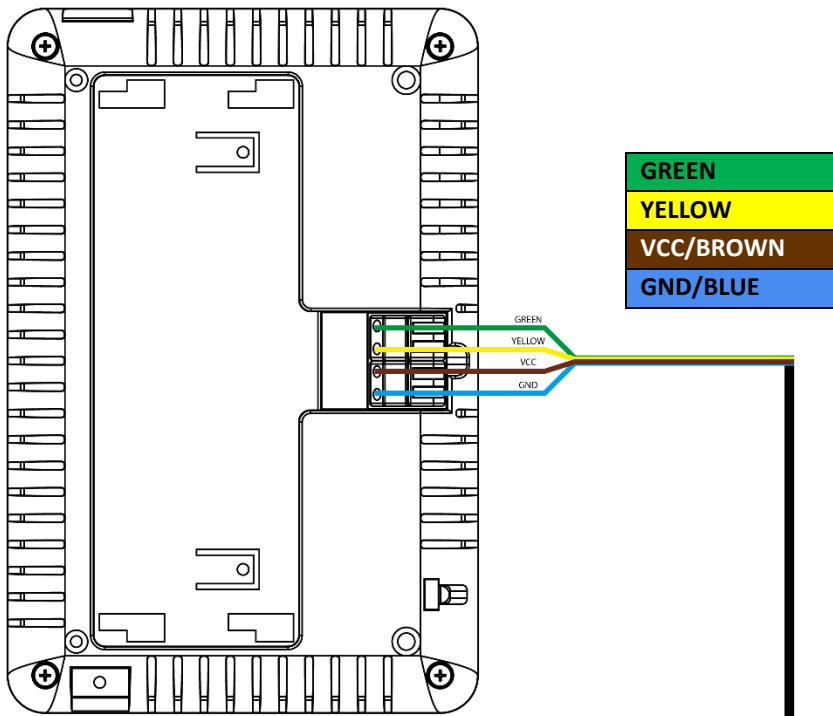 GREEN
YELLOW
VCC/BROWN
GND/BLUE
GREEN
YELLOW
VCC
GND